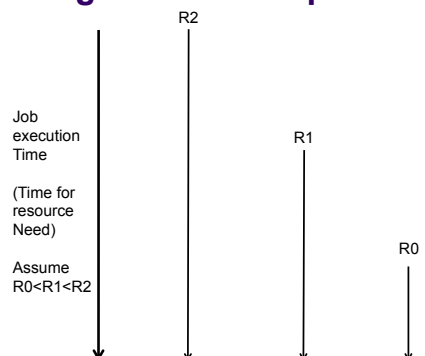 R2
Job
execution
Time
R1
(Time for
resource
Need)
R0
Assume
R0<R1<R2